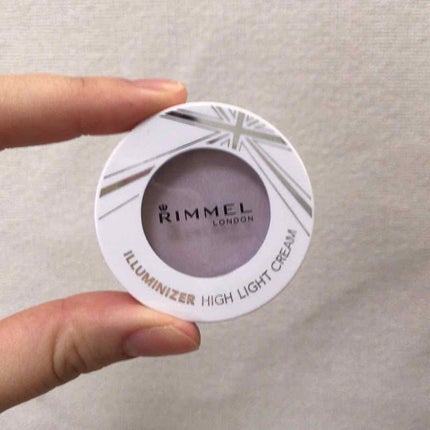 RIMMEL
LONDON
ILLUMINIZER HIGH LIGHT CREAM